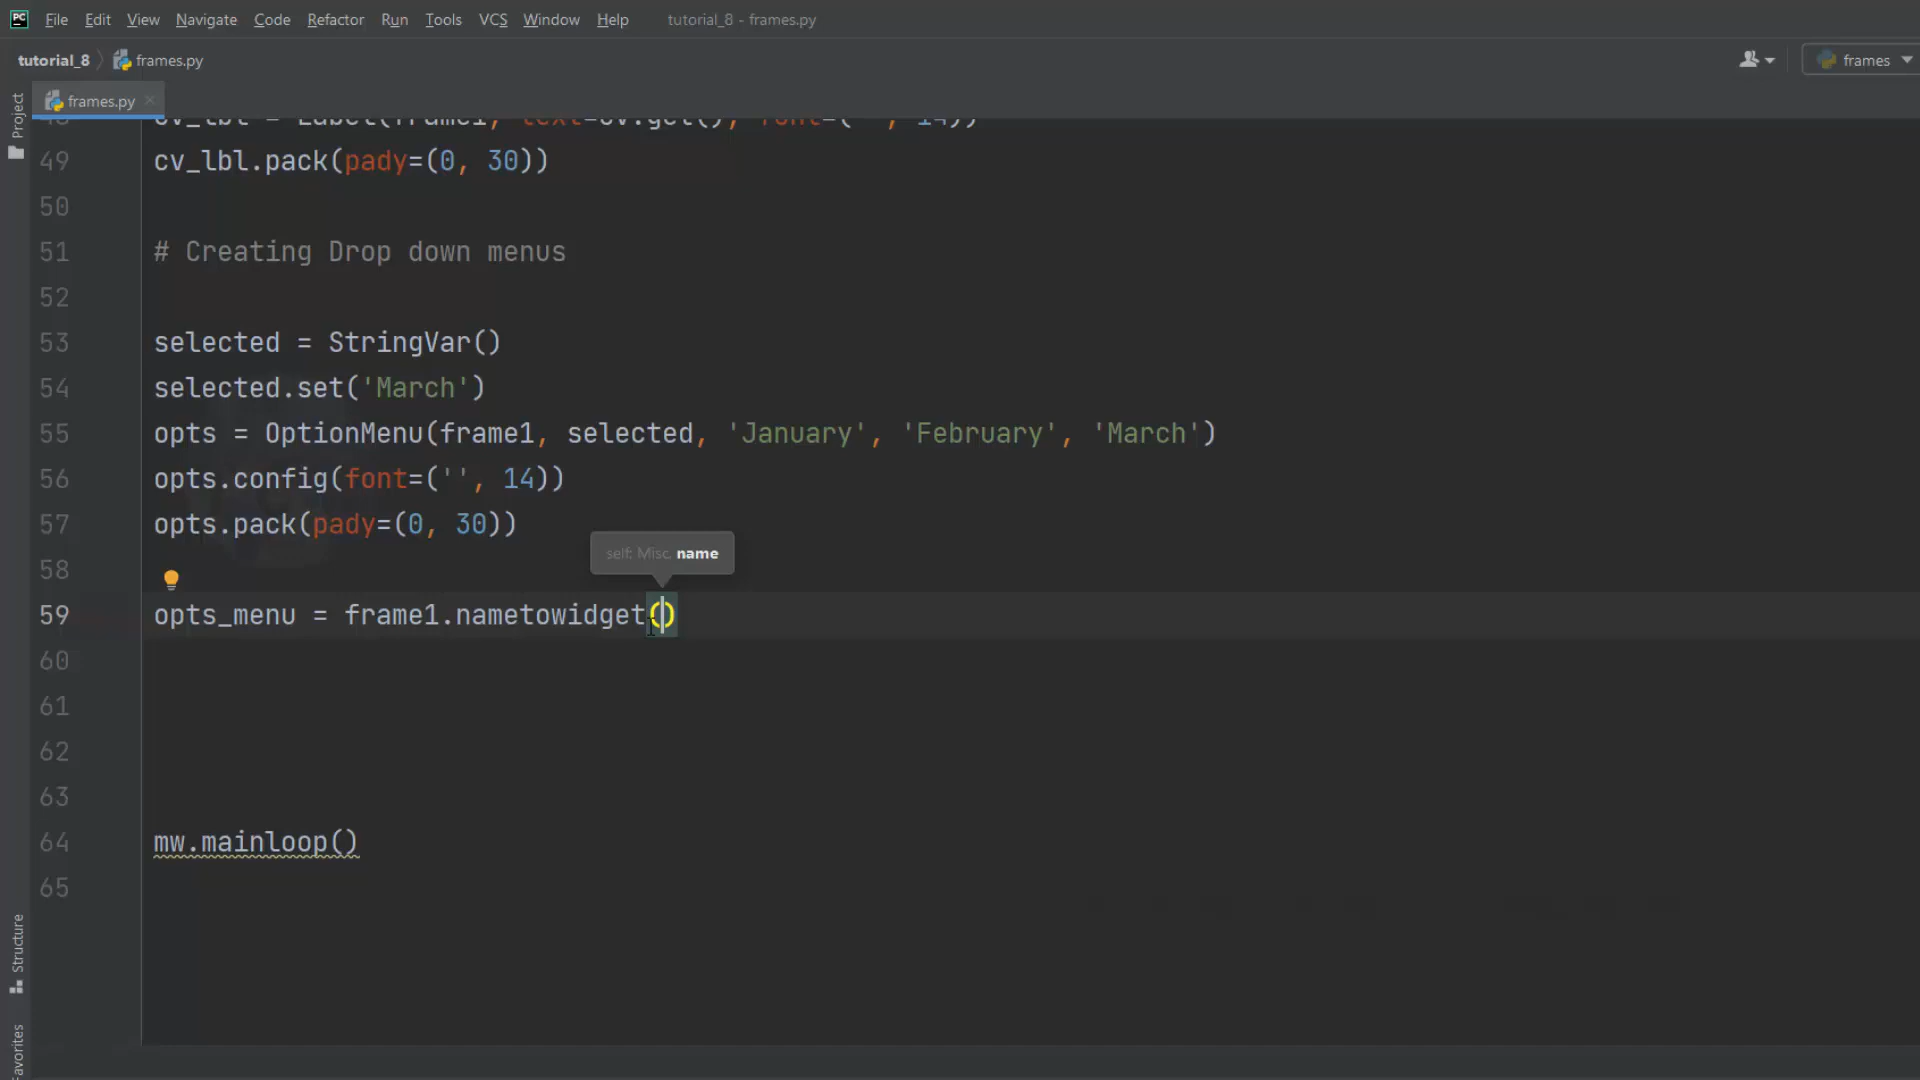 PC File Edit View Navigate Code Refactor Run Tools VCS Window Help tutorial_8 - frames.py
tutorial_8 frames.py frames
Project
frames.py
49 cv_lbl.pack(pady=(0, 30))
50
51 # Creating Drop down menus
52
53 selected = StringVar()
54 selected.set('March')
55 opts = OptionMenu(frame1, selected, 'January', 'February', 'March')
56 opts.config(font=('', 14))
57 opts.pack(pady=(0, 30))
self: Misc, name
58
59 opts_menu = frame1.nametowidget()
60
61
62
63
64 mw.mainloop()
65
Structure